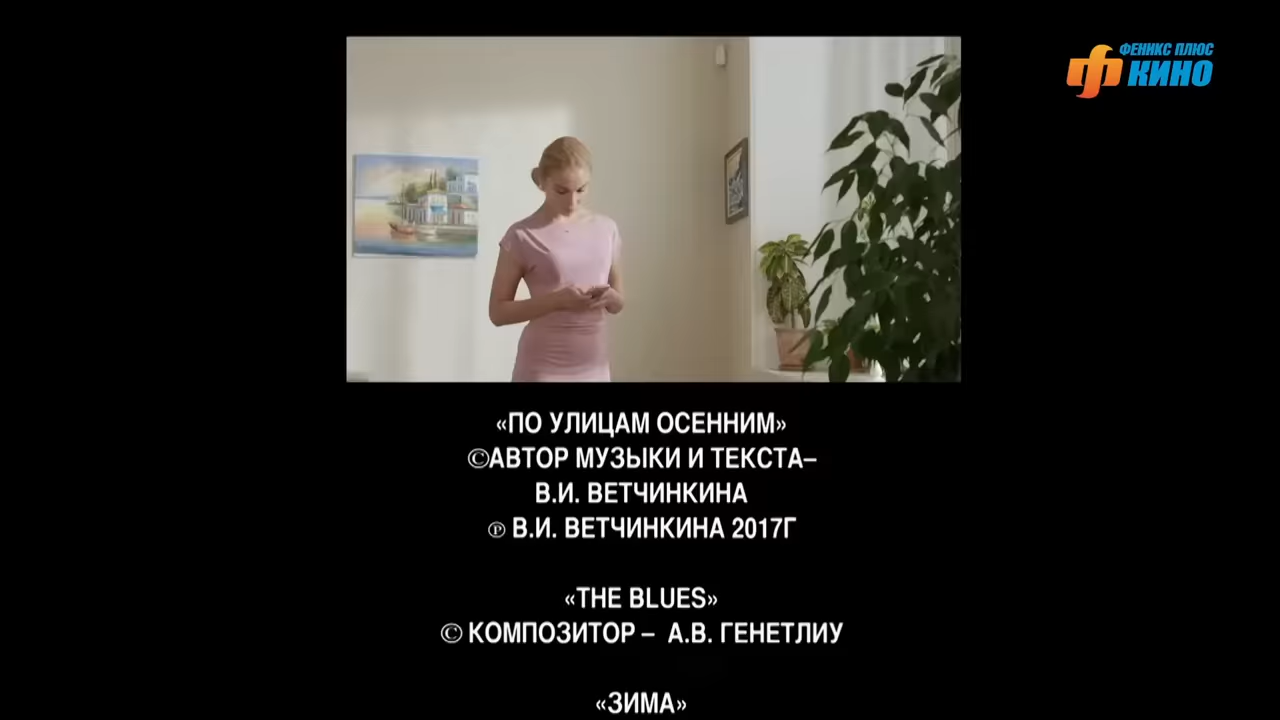 ФЕНИКС ПЛЮС
КИНО
«ПО УЛИЦАМ ОСЕННИМ»
©АВТОР МУЗЫКИ И ТЕКСТА–
В.И. ВЕТЧИНКИНА
℗ В.И. ВЕТЧИНКИНА 2017Г
«THE BLUES»
© КОМПОЗИТОР – А.В. ГЕНЕТЛИУ
«ЗИМА»